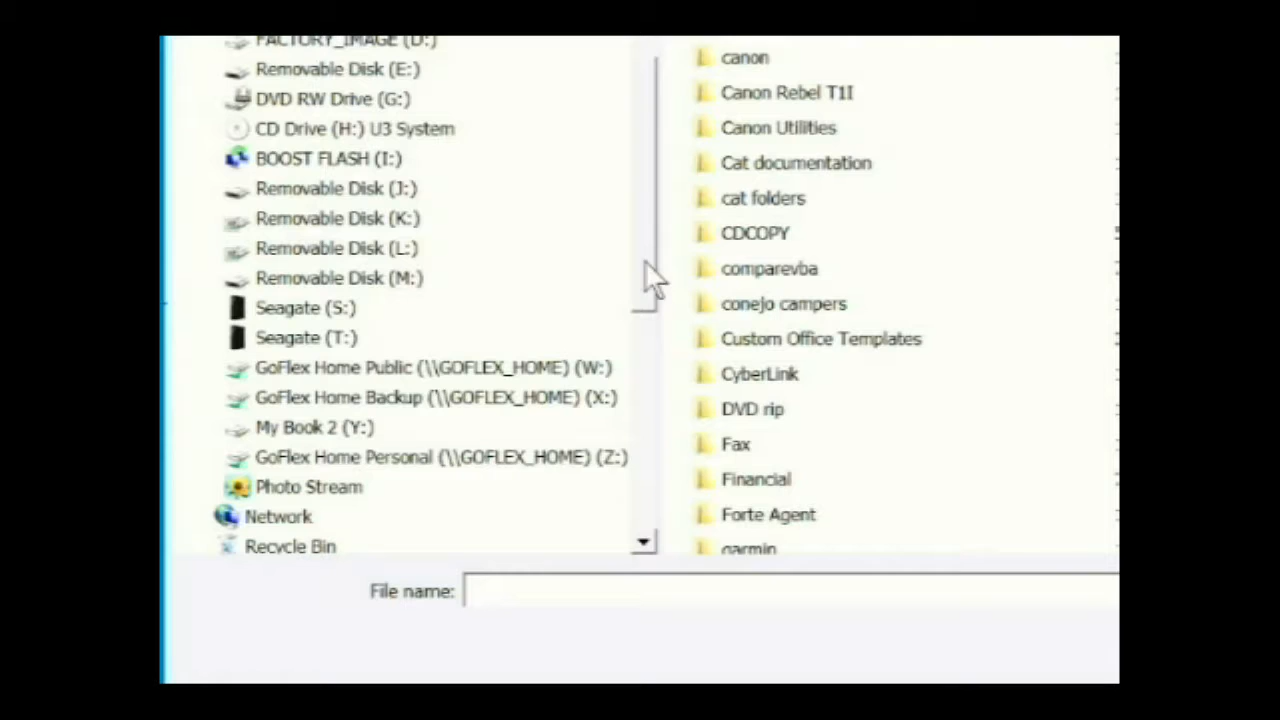 FACTORY_IMAGE (D:)
Removable Disk (E:)
DVD RW Drive (G:)
CD Drive (H:) U3 System
BOOST FLASH (I:)
Removable Disk (J:)
Removable Disk (K:)
Removable Disk (L:)
Removable Disk (M:)
Seagate (S:)
Seagate (T:)
GoFlex Home Public (\\GOFLEX_HOME) (W:)
GoFlex Home Backup (\\GOFLEX_HOME) (X:)
My Book 2 (Y:)
GoFlex Home Personal (\\GOFLEX_HOME) (Z:)
Photo Stream
Network
Recycle Bin
canon
Canon Rebel T1I
Canon Utilities
Cat documentation
cat folders
CDCOPY
comparevba
conejo campers
Custom Office Templates
CyberLink
DVD rip
Fax
Financial
Forte Agent
garmin
File name: